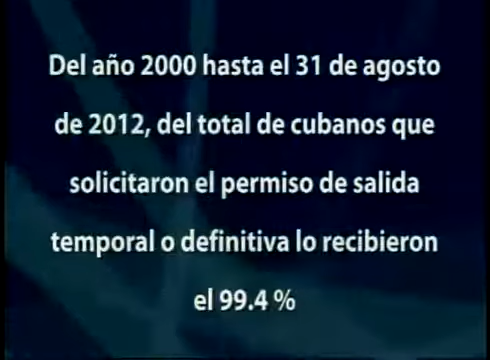 Del año 2000 hasta el 31 de agosto
de 2012, del total de cubanos que
solicitaron el permiso de salida
temporal o definitiva lo recibieron
el 99.4 %